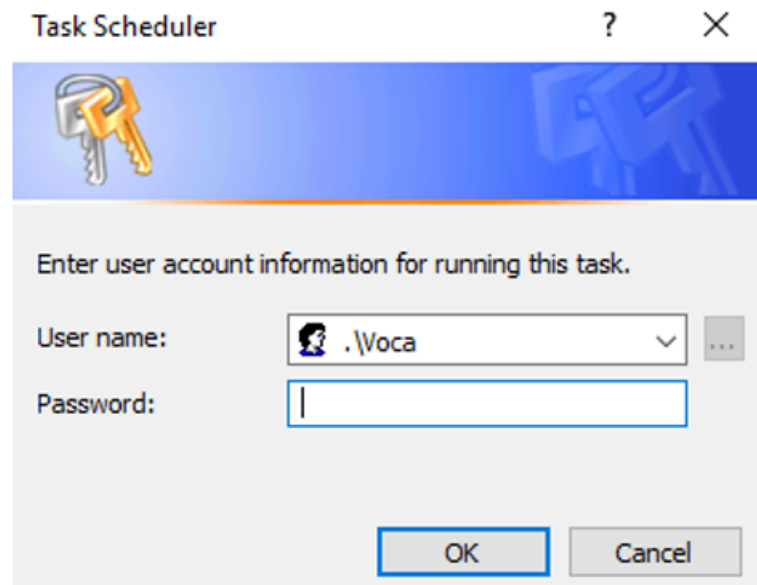 Task Scheduler ?
Enter user account information for running this task.
User name: .\Voca ...
Password:
OK Cancel